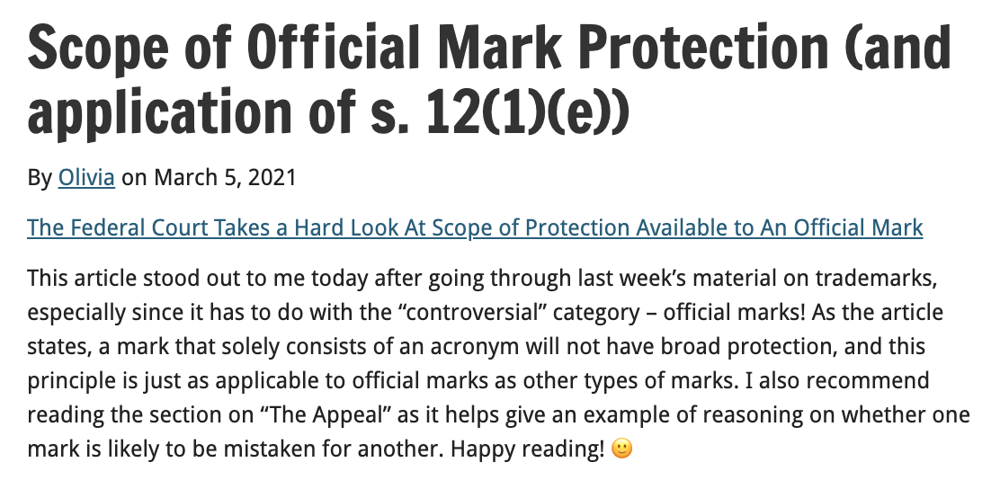 Scope of Official Mark Protection (and
application of s. 12(1)(e))
By Olivia on March 5, 2021
The Federal Court Takes a Hard Look At Scope of Protection Available to An Official Mark
This article stood out to me today after going through last week’s material on trademarks,
especially since it has to do with the “controversial” category – official marks! As the article
states, a mark that solely consists of an acronym will not have broad protection, and this
principle is just as applicable to official marks as other types of marks. I also recommend
reading the section on “The Appeal” as it helps give an example of reasoning on whether one
mark is likely to be mistaken for another. Happy reading! 🙂